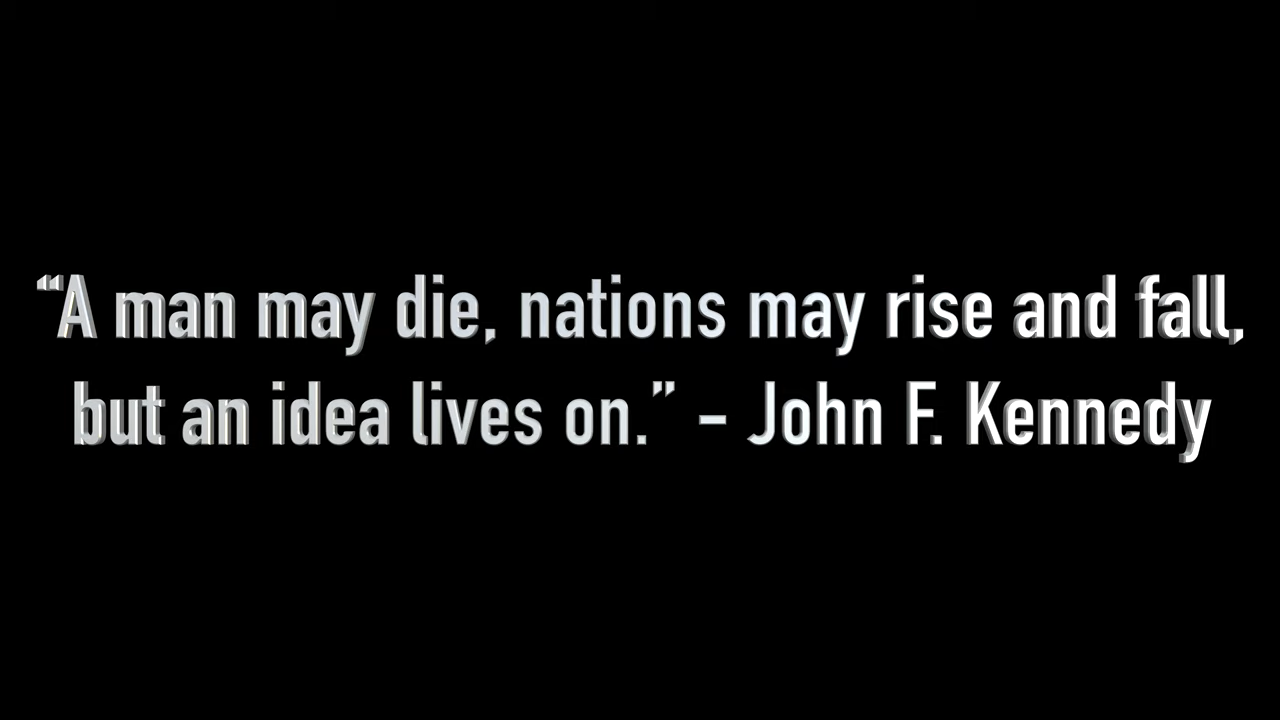 “A man may die, nations may rise and fall,
but an idea lives on.” - John F. Kennedy